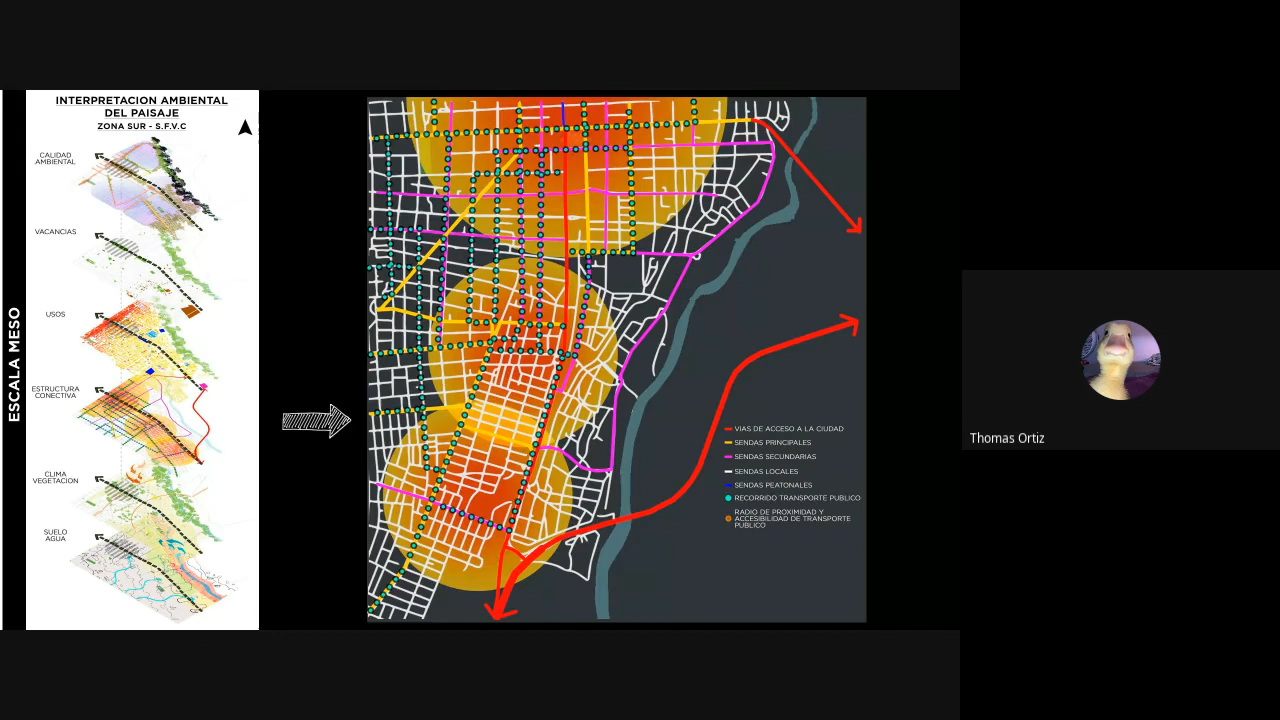 ESCALA MESO
INTERPRETACION AMBIENTAL
DEL PAISAJE
ZONA SUR - S.F.V.C
CALIDAD
AMBIENTAL
VACANCIAS
USOS
ESTRUCTURA
CONECTIVA
CLIMA
VEGETACION
SUELO
AGUA
VIAS DE ACCESO A LA CIUDAD
SENDAS PRINCIPALES
SENDAS SECUNDARIAS
SENDAS LOCALES
SENDAS PEATONALES
RECORRIDO TRANSPORTE PUBLICO
RADIO DE PROXIMIDAD Y
ACCESIBILIDAD DE TRANSPORTE
PUBLICO
Thomas Ortiz